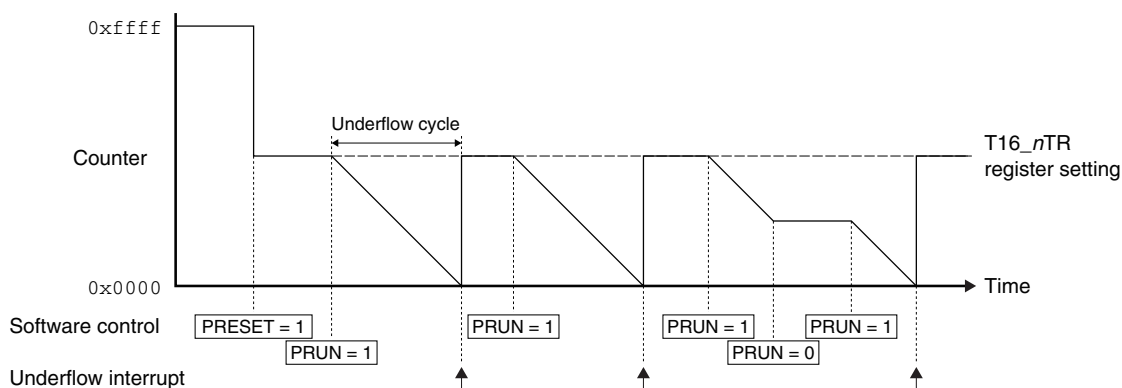 0xffff
Underflow cycle
Counter
T16_nTR
register setting
0x0000
Time
Software control
PRESET = 1
PRUN = 1
PRUN = 1
PRUN = 1
PRUN = 0
PRUN = 1
Underflow interrupt